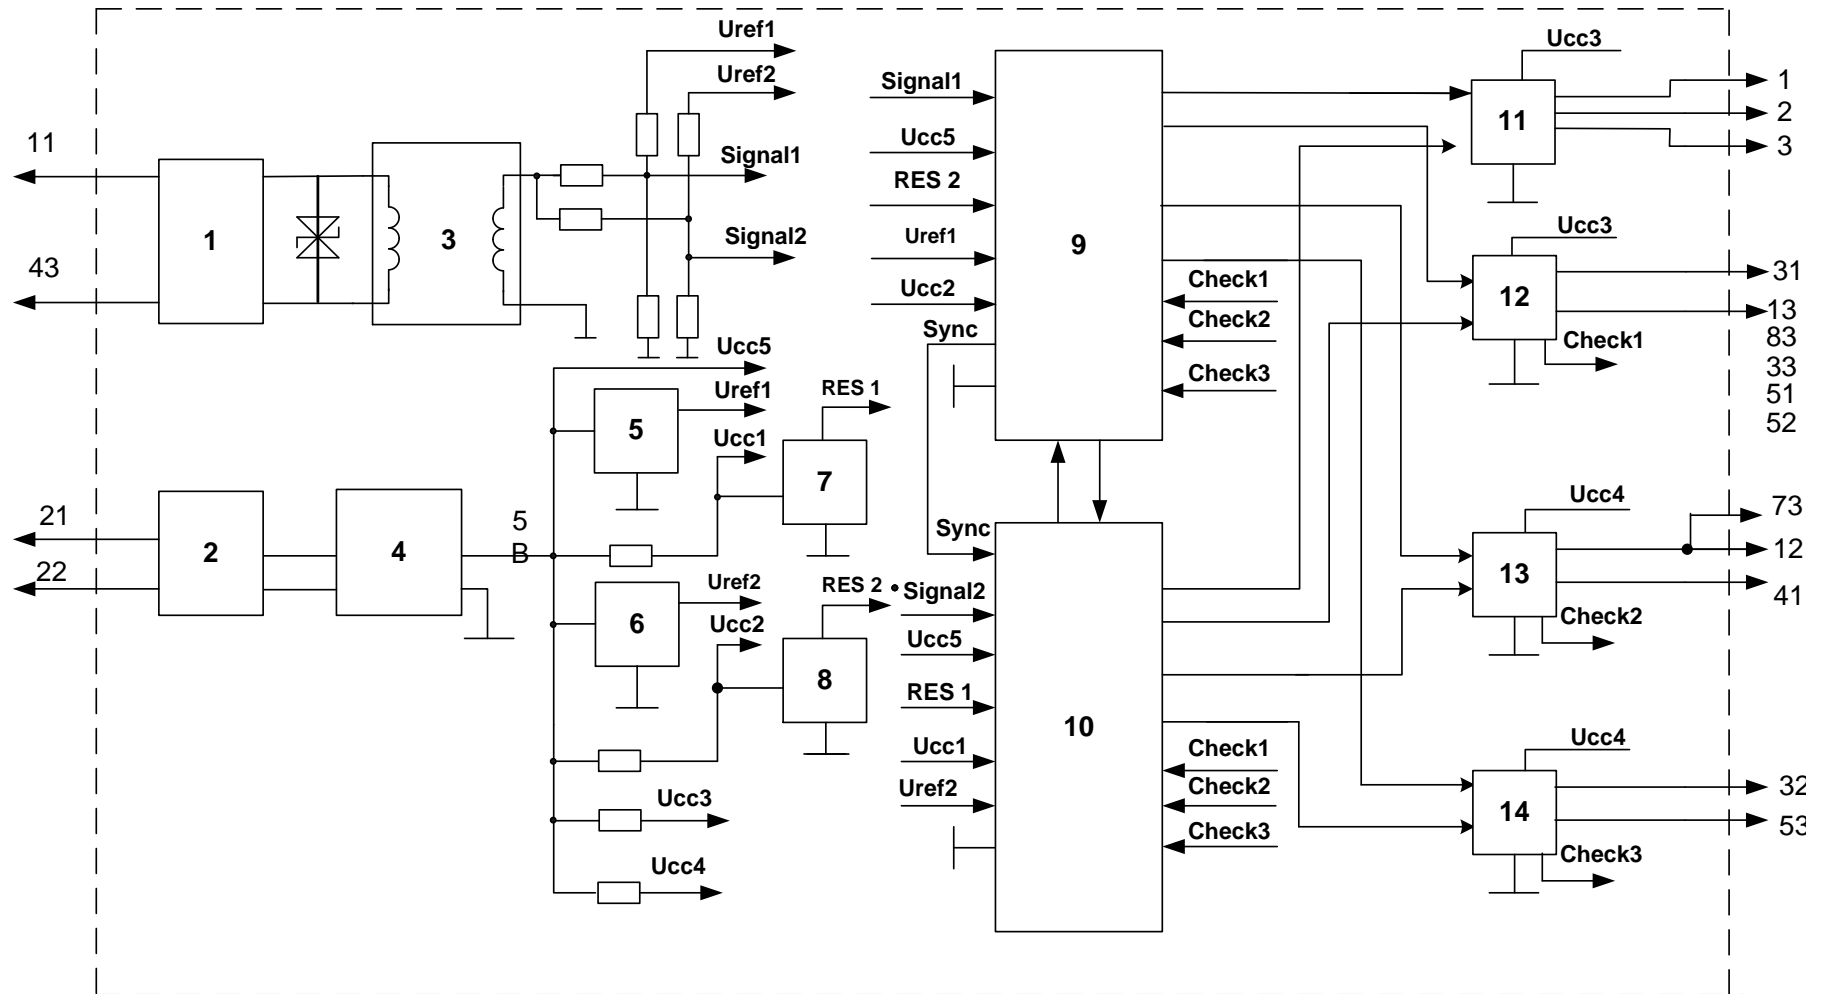 Uref1
Uref2
Signal1
Signal2
11
43
1
3
21
22
2
4
5
В
Ucc5
Uref1
5
Ucc1
RES 1
7
Uref2
6
Ucc2
RES 2
8
Ucc3
Ucc4
Signal1
Ucc5
RES 2
Uref1
Ucc2
Sync
9
Check1
Check2
Check3
Sync
Signal2
Ucc5
RES 1
Ucc1
Uref2
10
Check1
Check2
Check3
Ucc3
11
1
2
3
Ucc3
12
Check1
31
13
83
33
51
52
Ucc4
13
Check2
73
12
41
Ucc4
14
Check3
32
53